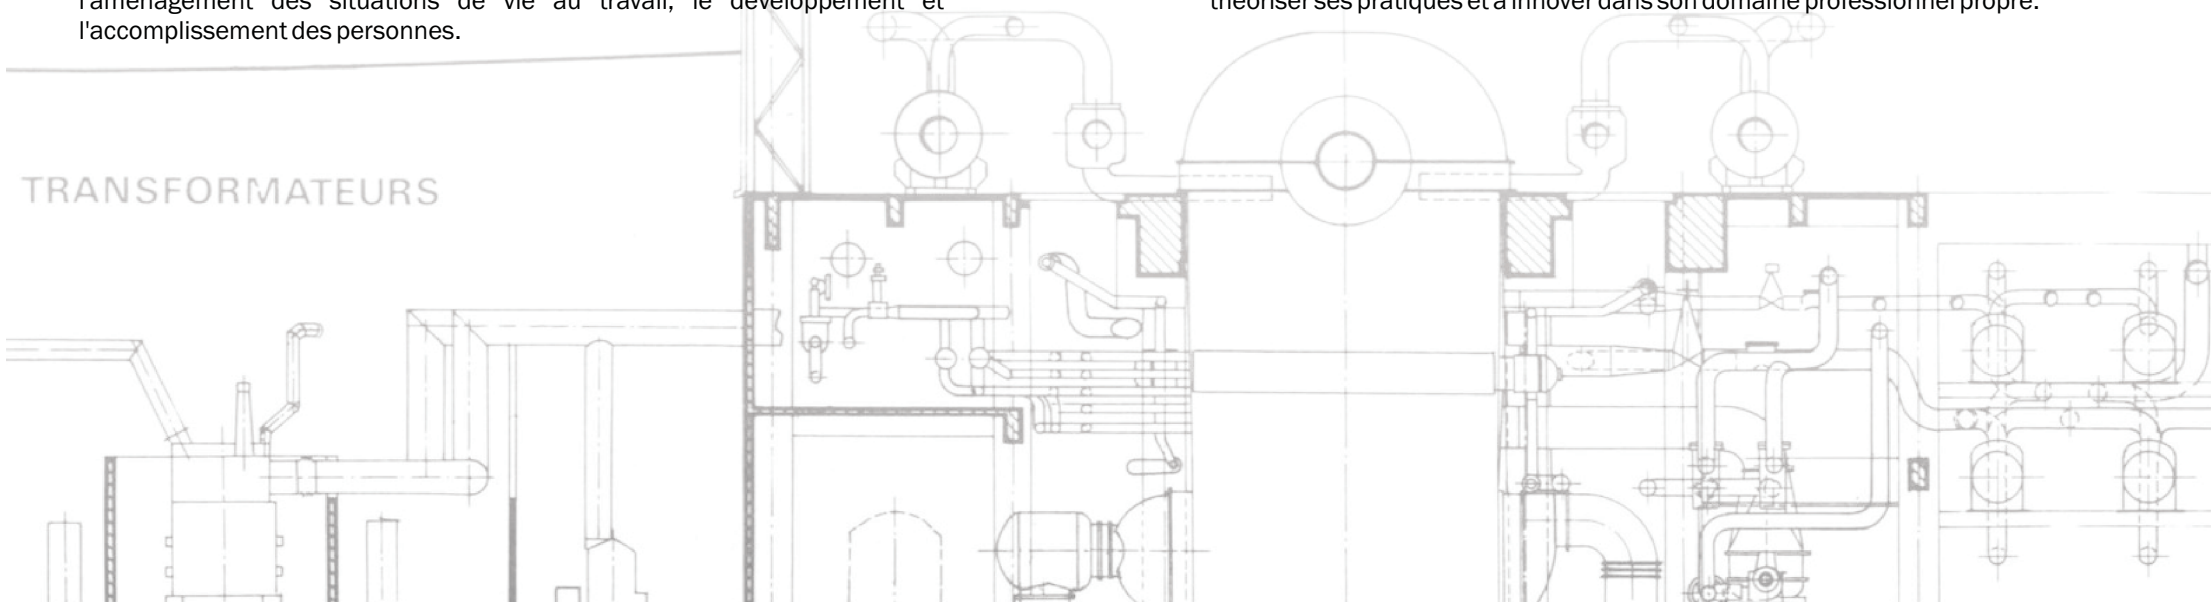 l'aménagement des situations de vie au travail, le développement et
l'accomplissement des personnes.
théoriser ses pratiques et à innover dans son domaine professionnel propre.
TRANSFORMATEURS